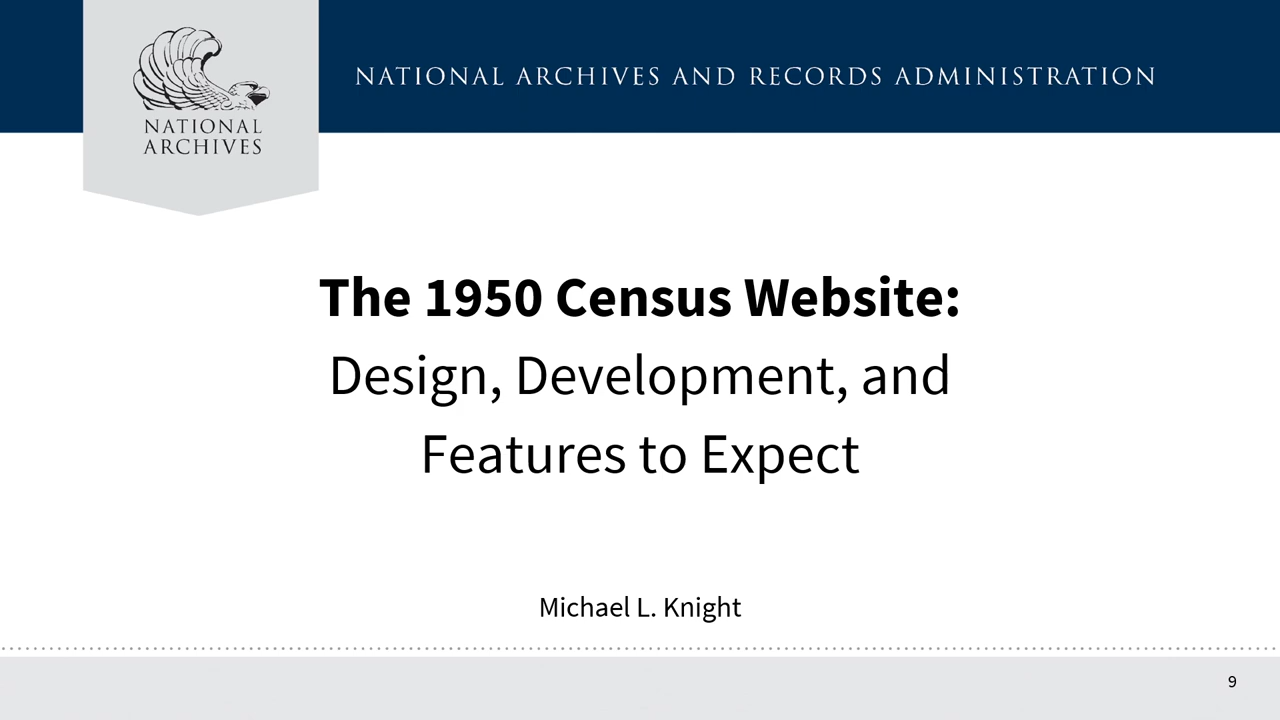 NATIONAL ARCHIVES AND RECORDS ADMINISTRATION
NATIONAL
ARCHIVES
The 1950 Census Website:
Design, Development, and
Features to Expect
Michael L. Knight
9